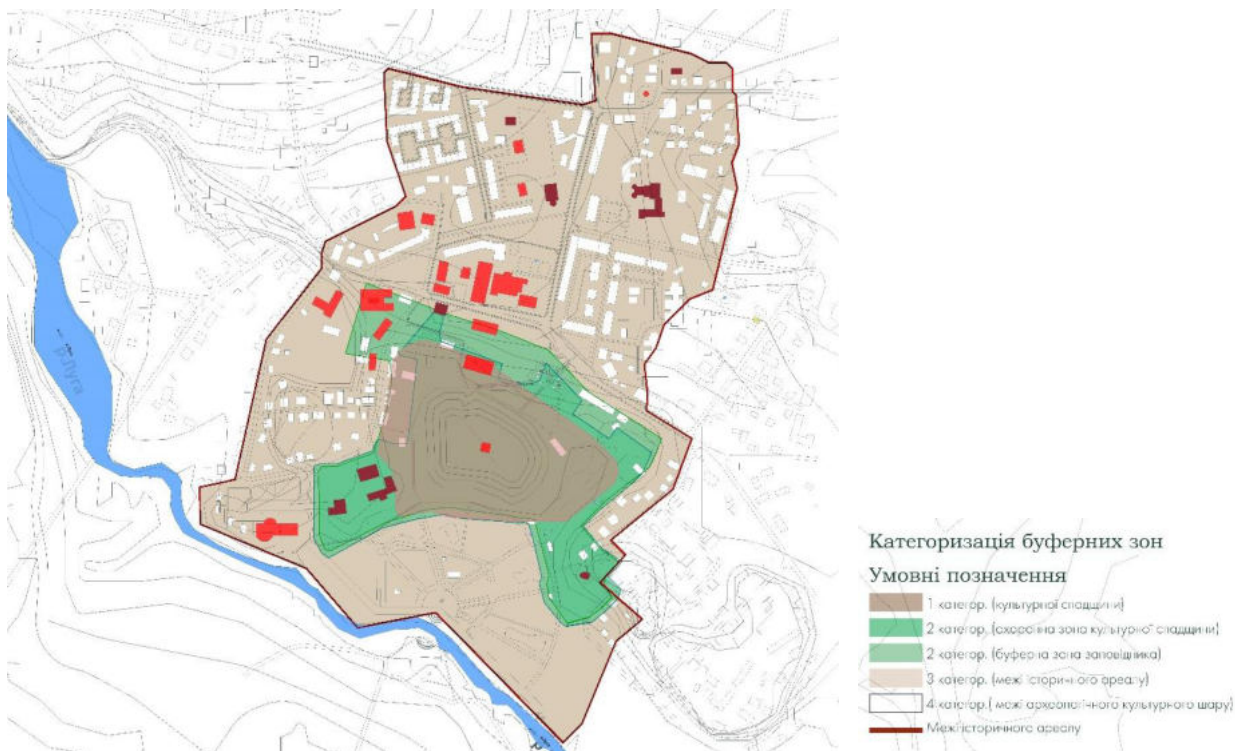 р.Луга
р
Категоризація буферних зон
Умовні позначення
1 категор. (культурної спадщини)
2 категор. (охоронна зона культурної спадщини)
2 категор. (буферна зона заповідника)
3 категор. (межі історичного ареалу)
4 категор.( межі археологічного культурного шару)
Межі історичного ареалу